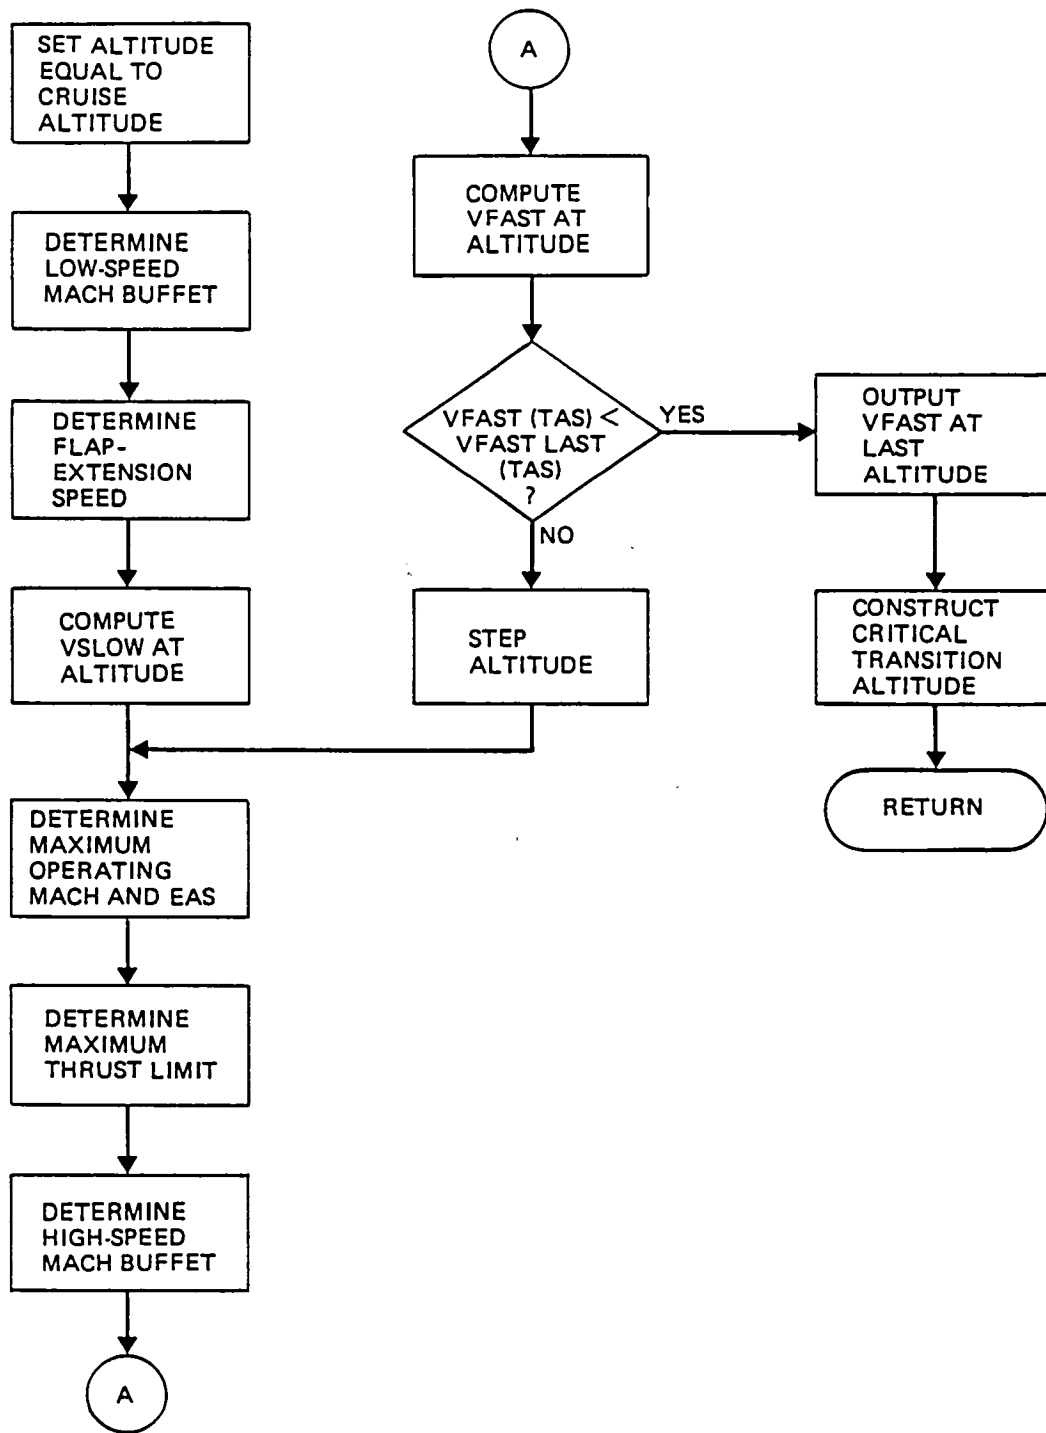 SET ALTITUDE
EQUAL TO
CRUISE
ALTITUDE
DETERMINE
LOW-SPEED
MACH BUFFET
DETERMINE
FLAP-
EXTENSION
SPEED
COMPUTE
VSLOW AT
ALTITUDE
DETERMINE
MAXIMUM
OPERATING
MACH AND EAS
DETERMINE
MAXIMUM
THRUST LIMIT
DETERMINE
HIGH-SPEED
MACH BUFFET
A
A
COMPUTE
VFAST AT
ALTITUDE
VFAST (TAS) <
VFAST LAST
(TAS)
?
YES
NO
STEP
ALTITUDE
OUTPUT
VFAST AT
LAST
ALTITUDE
CONSTRUCT
CRITICAL
TRANSITION
ALTITUDE
RETURN